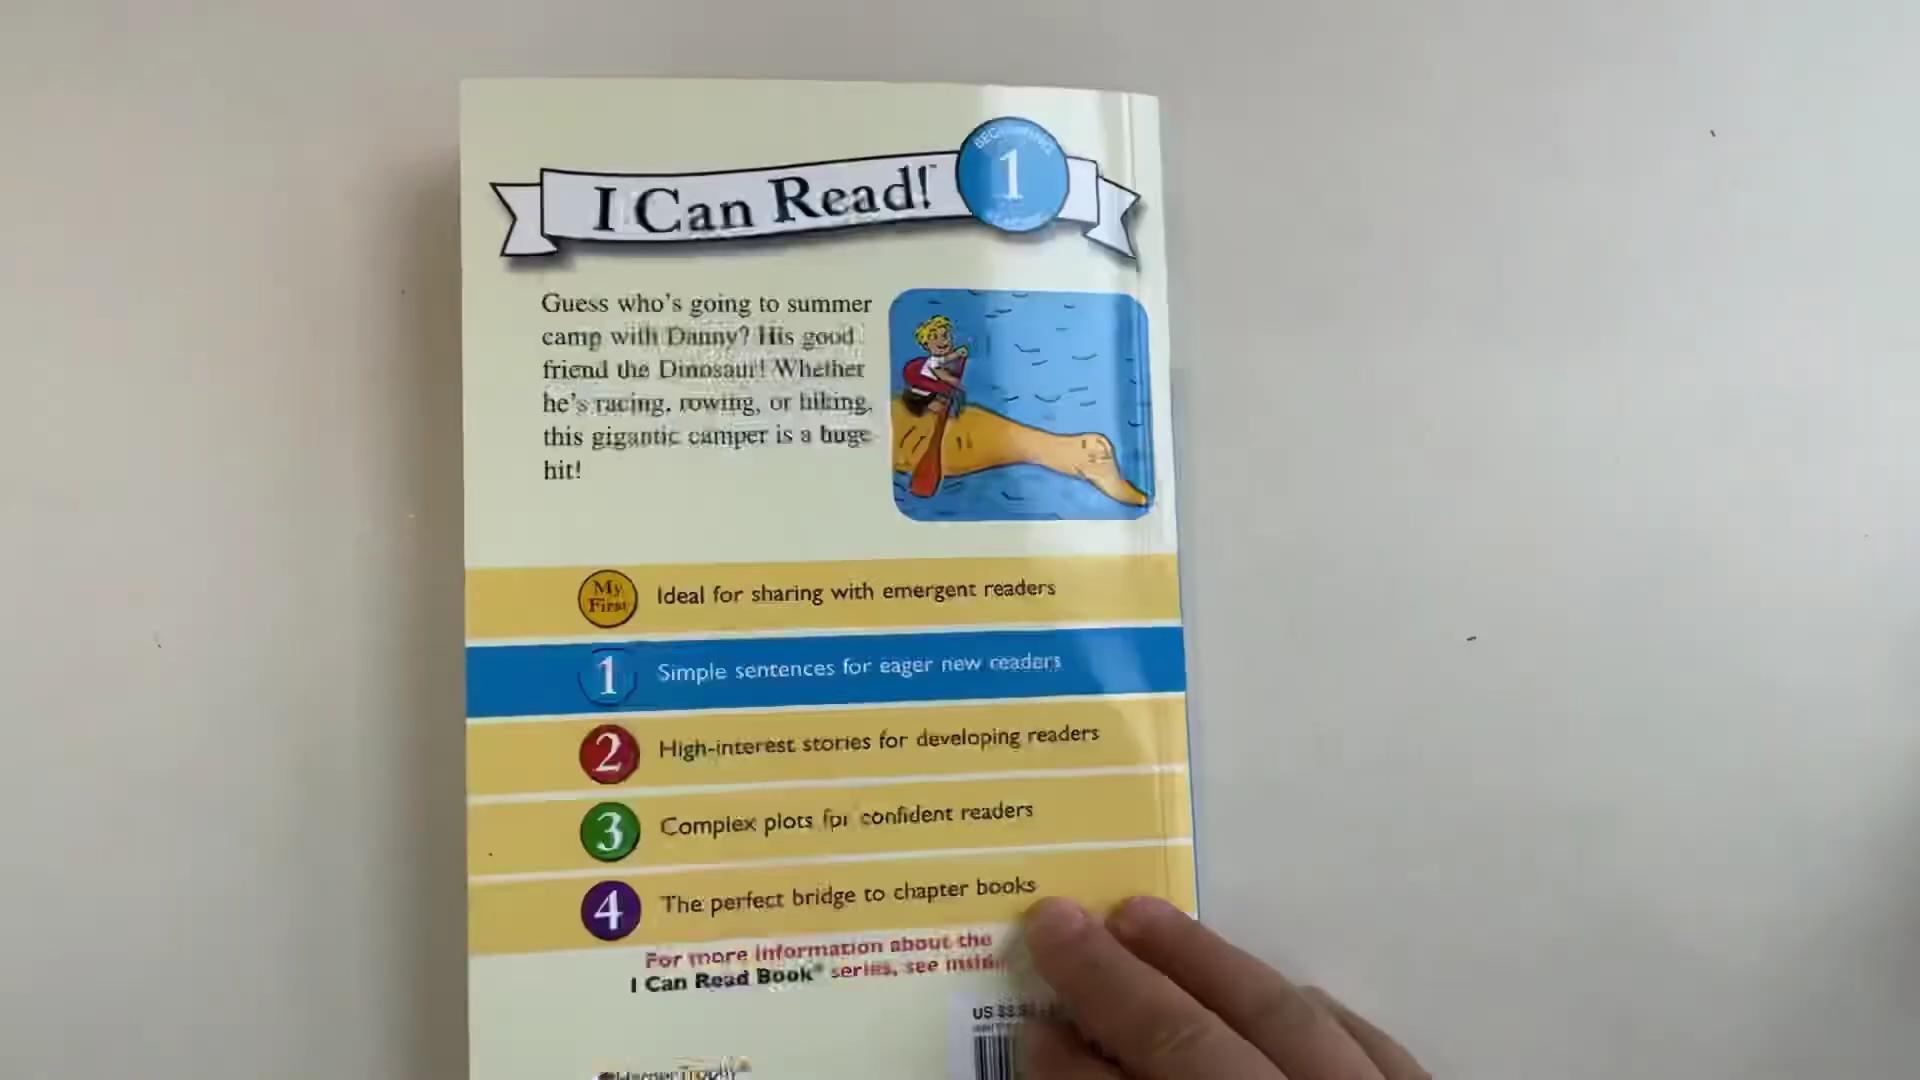 I Can Read!™
BEGINNING
1
Guess who's going to summer
camp with Danny? His good
friend the Dinosaur! Whether
he's racing, rowing, or hiking,
this gigantic camper is a huge
hit!
My First Ideal for sharing with emergent readers
1 Simple sentences for eager new readers
2 High-interest stories for developing readers
3 Complex plots for confident readers
4 The perfect bridge to chapter books
For more information about the
I Can Read Book® series, see
US